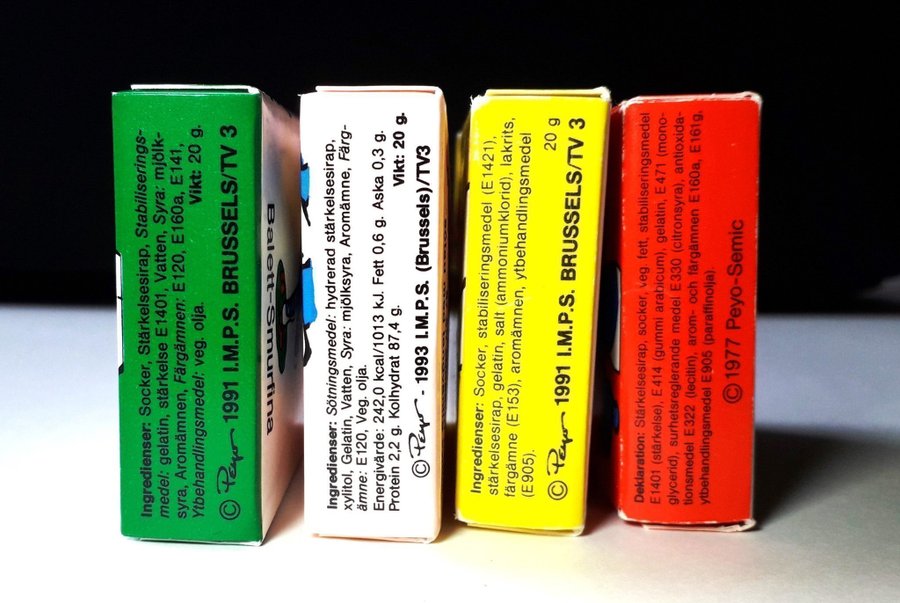 Ingredienser: Socker, Stärkelsesirap, Stabiliserings-
medel: gelatin, stärkelse E1401, Vatten, Syra: mjölk-
syra, Aromämnen, Färgämnen: E120, E160a, E141,
Ytbehandlingsmedel: veg. olja. Vikt: 20 g.
© Peyo 1991 I.M.P.S. BRUSSELS/TV 3
Balett-Smurfina
Ingredienser: Sötningsmedel: hydrerad stärkelsesirap,
xylitol, Gelatin, Vatten, Syra: mjölksyra, Aromämne, Färg-
ämne: E120, Veg. olja.
Energivärde: 242,0 kcal/1013 kJ. Fett 0,6 g. Aska 0,3 g.
Protein 2,2 g. Kolhydrat 87,4 g. Vikt: 20 g.
© Peyo - 1993 I.M.P.S. (Brussels)/TV3
Ingredienser: Socker, stabiliseringsmedel (E1421),
stärkelsesirap, gelatin, salt (ammoniumklorid), lakrits,
färgämne (E153), aromämnen, ytbehandlingsmedel
(E905). 20 g
© Peyo 1991 I.M.P.S. BRUSSELS/TV 3
Deklaration: Stärkelsesirap, socker, veg. fett, stabiliseringsmedel
E1401 (stärkelse), E 414 (gummi arabicum), gelatin, E 471 (mono-
glycerid), surhetsreglerande medel E330 (citronsyra), antioxida-
tionsmedel E322 (lecitin), arom- och färgämnen E160a, E161g,
ytbehandlingsmedel E905 (paraffinolja).
© 1977 Peyo-Semic